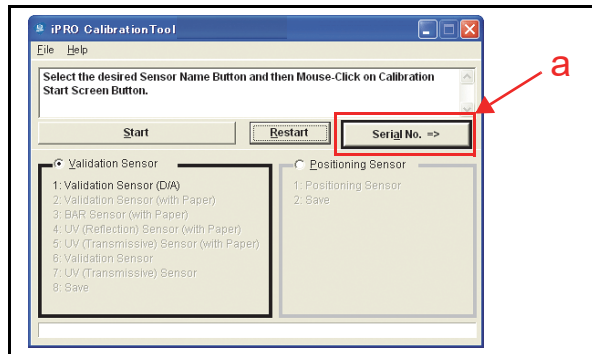 iPRO CalibrationTool
File Help
Select the desired Sensor Name Button and then Mouse-Click on Calibration
Start Screen Button.
Start Restart Serial No. =>
a
Validation Sensor
1: Validation Sensor (D/A)
2: Validation Sensor (with Paper)
3: BAR Sensor (with Paper)
4: UV (Reflection) Sensor (with Paper)
5: UV (Transmissive) Sensor (with Paper)
6: Validation Sensor
7: UV (Transmissive) Sensor
8: Save
Positioning Sensor
1: Positioning Sensor
2: Save